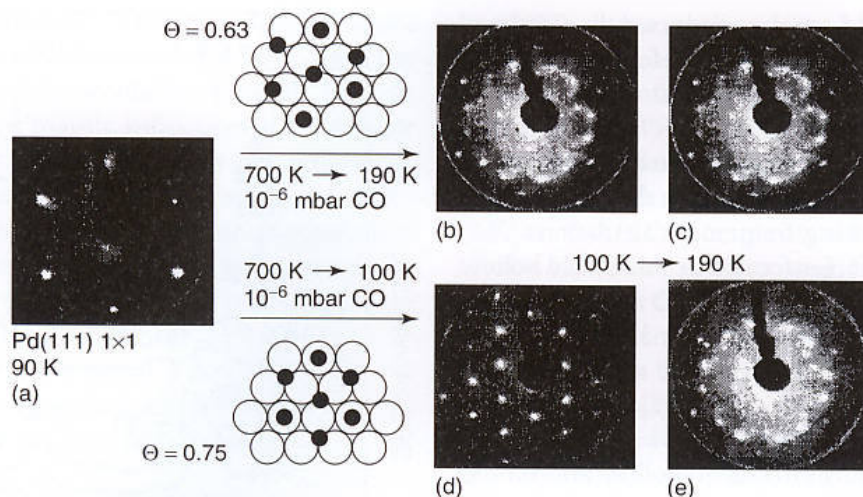 Θ = 0.63
700 K → 190 K
10⁻⁶ mbar CO
(b)
(c)
700 K → 100 K
10⁻⁶ mbar CO
100 K → 190 K
Pd(111) 1×1
90 K
(a)
Θ = 0.75
(d)
(e)